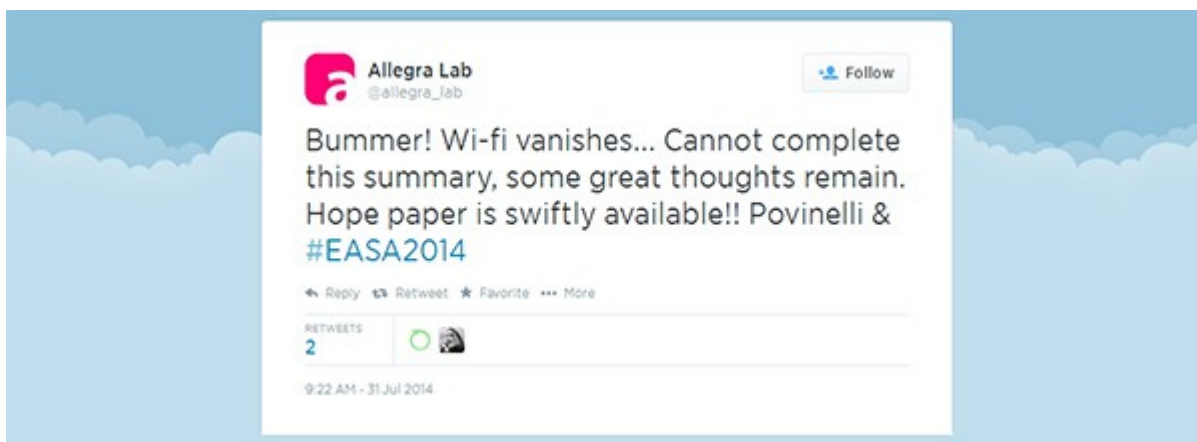 Allegra Lab
@allegra_lab
Follow
Bummer! Wi-fi vanishes... Cannot complete
this summary, some great thoughts remain.
Hope paper is swiftly available!! Povinelli &
#EASA2014
Reply Retweet Favorite ••• More
RETWEETS
2
9:22 AM - 31 Jul 2014